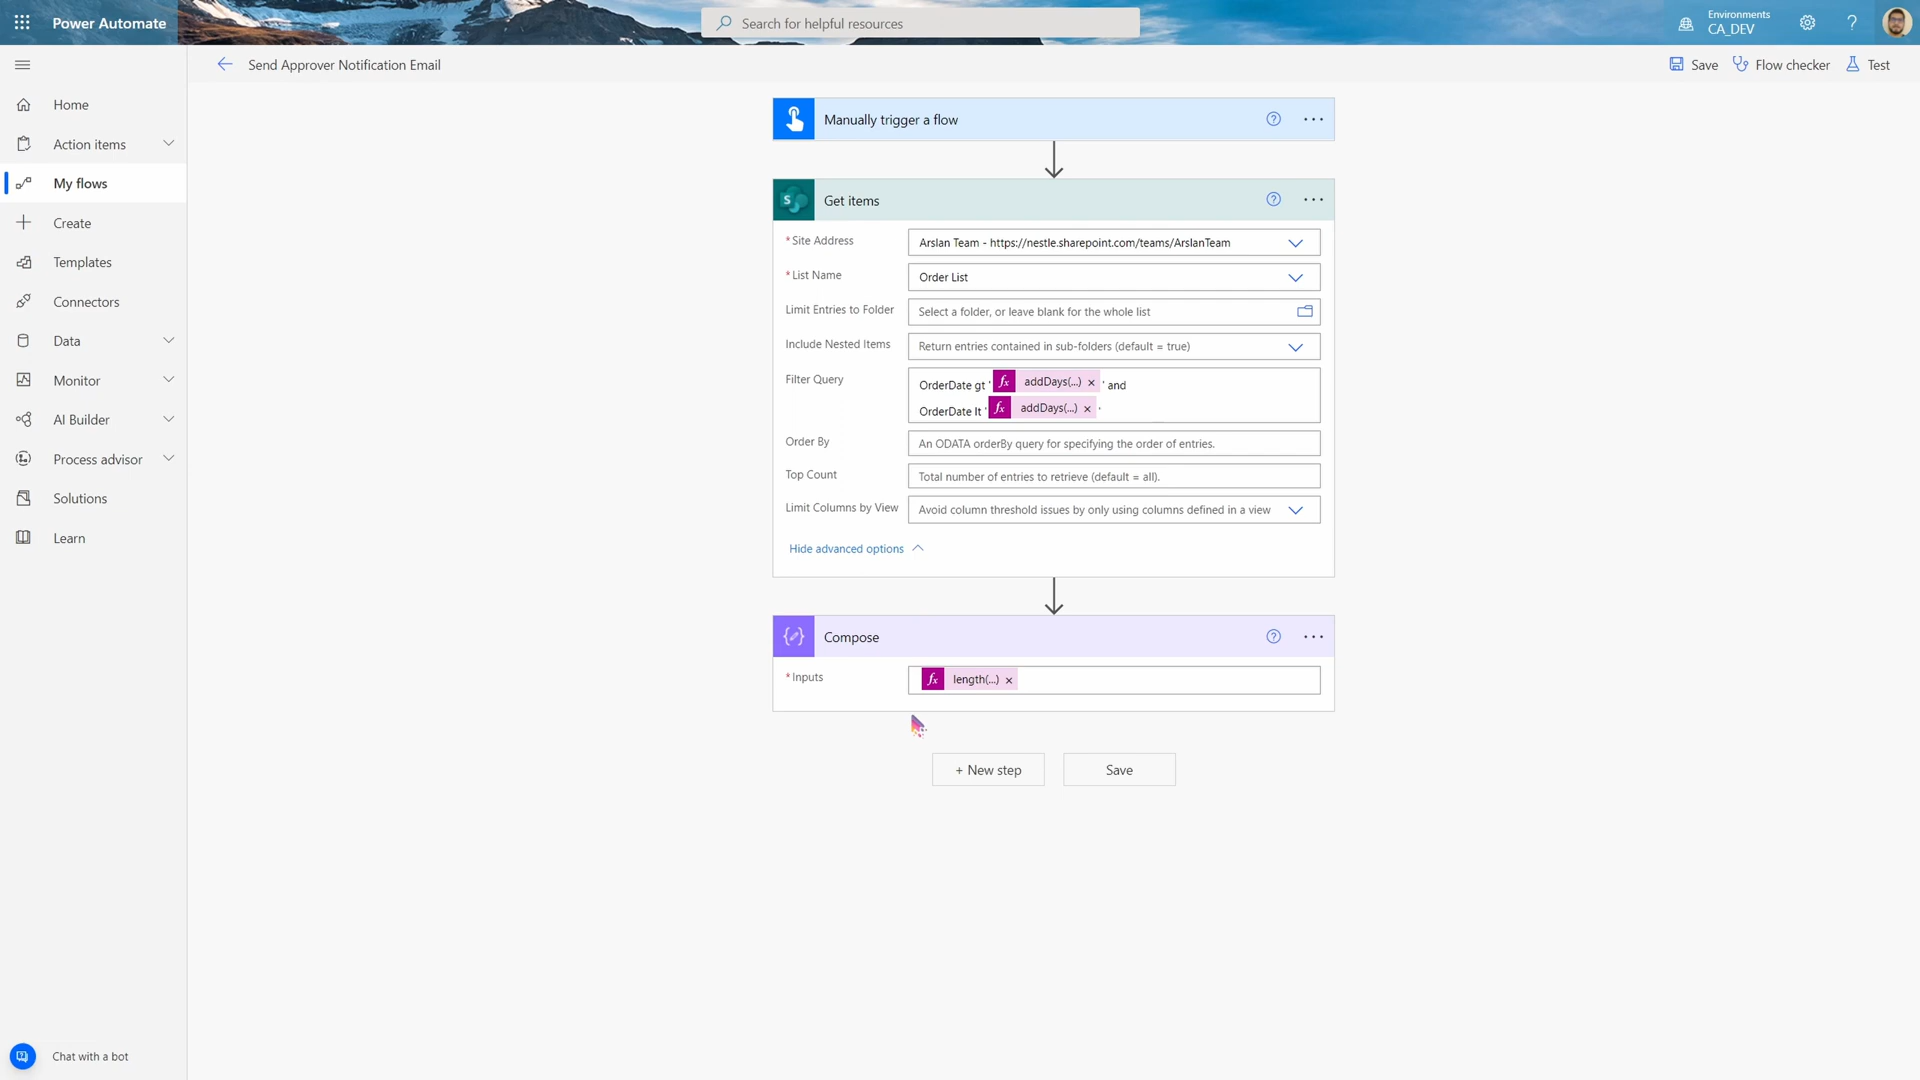 Power Automate
Search for helpful resources
Environments
CA_DEV
Send Approver Notification Email
Save
Flow checker
Test
Home
Action items
My flows
Create
Templates
Connectors
Data
Monitor
AI Builder
Process advisor
Solutions
Learn
Chat with a bot
Manually trigger a flow
Get items
* Site Address
Arslan Team - https://nestle.sharepoint.com/teams/ArslanTeam
* List Name
Order List
Limit Entries to Folder
Select a folder, or leave blank for the whole list
Include Nested Items
Return entries contained in sub-folders (default = true)
Filter Query
OrderDate gt ' fx addDays(...) × ' and
OrderDate lt ' fx addDays(...) × '
Order By
An ODATA orderBy query for specifying the order of entries.
Top Count
Total number of entries to retrieve (default = all).
Limit Columns by View
Avoid column threshold issues by only using columns defined in a view
Hide advanced options
Compose
* Inputs
fx length(...) ×
+ New step
Save